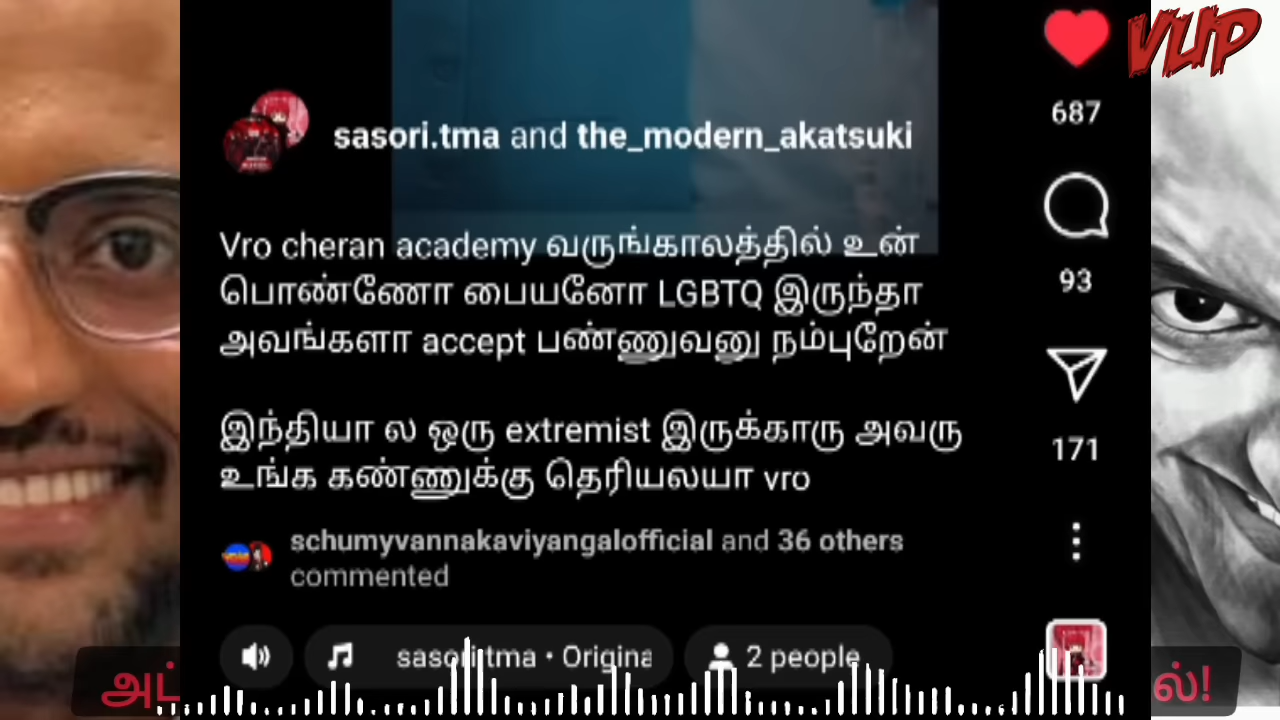 VUP
687
sasori.tma and the_modern_akatsuki
Vro cheran academy வருங்காலத்தில் உன்
பொண்ணோ பையனோ LGBTQ இருந்தா
அவங்களா accept பண்ணுவனு நம்புறேன்
93
இந்தியா ல ஒரு extremist இருக்காரு அவரு
உங்க கண்ணுக்கு தெரியலயா vro
171
schumyvannakaviyangalofficial and 36 others
commented
sasori.tma • Origina
2 people